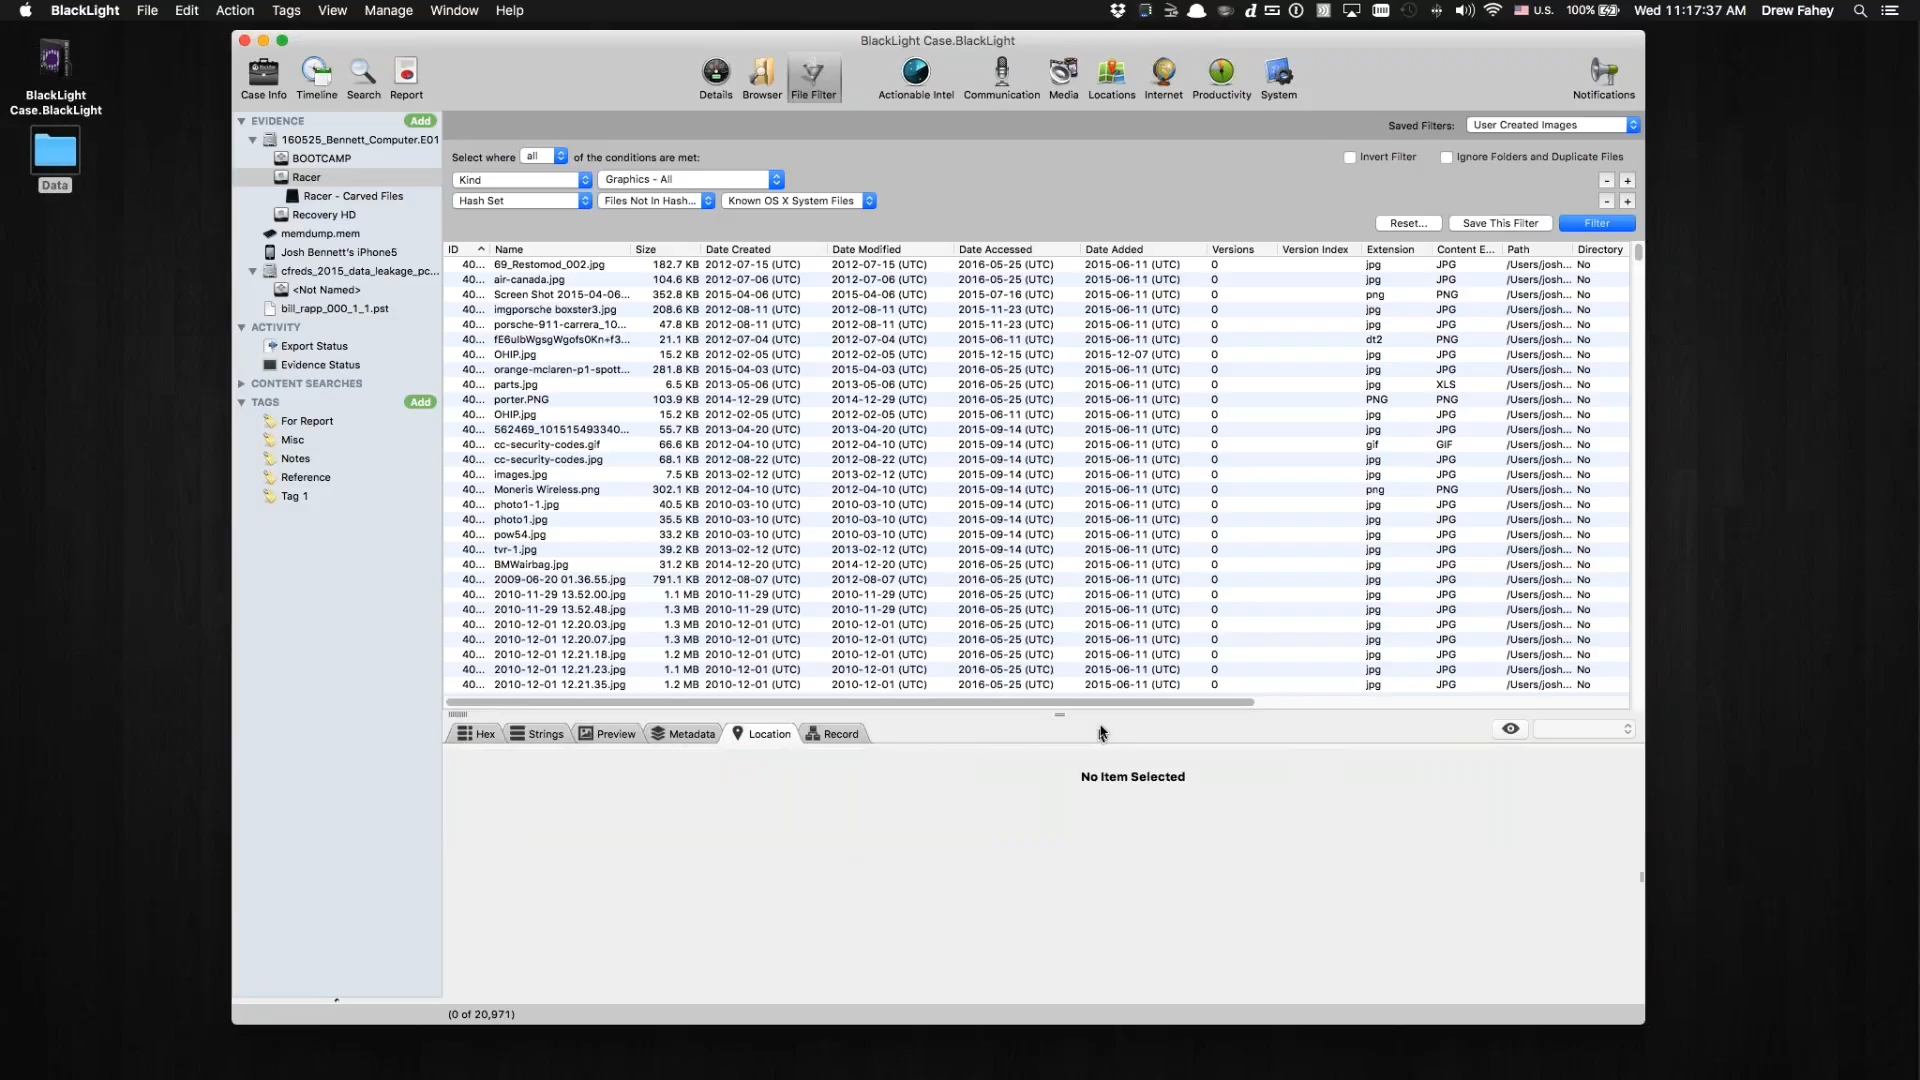 BlackLight File Edit Action Tags View Manage Window Help U.S. 100% Wed 11:17:37 AM Drew Fahey
BlackLight
Case.BlackLight
Data
BlackLight Case.BlackLight
Case Info Timeline Search Report Details Browser File Filter Actionable Intel Communication Media Locations Internet Productivity System Notifications
EVIDENCE Add
160525_Bennett_Computer.E01
BOOTCAMP
Racer
Racer - Carved Files
Recovery HD
memdump.mem
Josh Bennett's iPhone5
cfreds_2015_data_leakage_pc...
<Not Named>
bill_rapp_000_1_1.pst
ACTIVITY
Export Status
Evidence Status
CONTENT SEARCHES
TAGS Add
For Report
Misc
Notes
Reference
Tag 1
Saved Filters: User Created Images
Select where all of the conditions are met: Invert Filter Ignore Folders and Duplicate Files
Kind Graphics - All - +
Hash Set Files Not In Hash... Known OS X System Files - +
Reset... Save This Filter Filter
ID Name Size Date Created Date Modified Date Accessed Date Added Versions Version Index Extension Content E... Path Directory
40... 69_Restomod_002.jpg 182.7 KB 2012-07-15 (UTC) 2012-07-15 (UTC) 2016-05-25 (UTC) 2015-06-11 (UTC) 0 jpg JPG /Users/josh... No
40... air-canada.jpg 104.6 KB 2012-07-06 (UTC) 2012-07-06 (UTC) 2016-05-25 (UTC) 2015-06-11 (UTC) 0 jpg JPG /Users/josh... No
40... Screen Shot 2015-04-06... 352.8 KB 2015-04-06 (UTC) 2015-04-06 (UTC) 2015-07-16 (UTC) 2015-06-11 (UTC) 0 png PNG /Users/josh... No
40... imgporsche boxster3.jpg 208.6 KB 2012-08-11 (UTC) 2012-08-11 (UTC) 2015-11-23 (UTC) 2015-06-11 (UTC) 0 jpg JPG /Users/josh... No
40... porsche-911-carrera_10... 47.8 KB 2012-08-11 (UTC) 2012-08-11 (UTC) 2015-11-23 (UTC) 2015-06-11 (UTC) 0 jpg JPG /Users/josh... No
40... 21.1 KB 2012-07-04 (UTC) 2012-07-04 (UTC) 2015-06-11 (UTC) 2015-06-11 (UTC) 0 dt2 PNG /Users/josh... No
40... OHIP.jpg 15.2 KB 2012-02-05 (UTC) 2012-02-05 (UTC) 2015-12-15 (UTC) 2015-12-07 (UTC) 0 jpg JPG /Users/josh... No
40... orange-mclaren-p1-spott... 281.8 KB 2015-04-03 (UTC) 2015-04-03 (UTC) 2016-05-25 (UTC) 2015-06-11 (UTC) 0 jpg JPG /Users/josh... No
40... parts.jpg 6.5 KB 2013-05-06 (UTC) 2013-05-06 (UTC) 2016-05-25 (UTC) 2015-06-11 (UTC) 0 jpg XLS /Users/josh... No
40... porter.PNG 103.9 KB 2014-12-29 (UTC) 2014-12-29 (UTC) 2016-05-25 (UTC) 2015-06-11 (UTC) 0 PNG PNG /Users/josh... No
40... OHIP.jpg 15.2 KB 2012-02-05 (UTC) 2012-02-05 (UTC) 2015-06-11 (UTC) 2015-06-11 (UTC) 0 jpg JPG /Users/josh... No
40... 562469_101515493340... 55.7 KB 2013-04-20 (UTC) 2013-04-20 (UTC) 2015-09-14 (UTC) 2015-06-11 (UTC) 0 jpg JPG /Users/josh... No
40... cc-security-codes.gif 66.6 KB 2012-04-10 (UTC) 2012-04-10 (UTC) 2015-09-14 (UTC) 2015-06-11 (UTC) 0 gif GIF /Users/josh... No
40... cc-security-codes.jpg 68.1 KB 2012-08-22 (UTC) 2012-08-22 (UTC) 2015-09-14 (UTC) 2015-06-11 (UTC) 0 jpg JPG /Users/josh... No
40... images.jpg 7.5 KB 2013-02-12 (UTC) 2013-02-12 (UTC) 2015-09-14 (UTC) 2015-06-11 (UTC) 0 jpg JPG /Users/josh... No
40... Moneris Wireless.png 302.1 KB 2012-04-10 (UTC) 2012-04-10 (UTC) 2015-09-14 (UTC) 2015-06-11 (UTC) 0 png PNG /Users/josh... No
40... photo1-1.jpg 40.5 KB 2010-03-10 (UTC) 2010-03-10 (UTC) 2015-09-14 (UTC) 2015-06-11 (UTC) 0 jpg JPG /Users/josh... No
40... photo1.jpg 35.5 KB 2010-03-10 (UTC) 2010-03-10 (UTC) 2015-09-14 (UTC) 2015-06-11 (UTC) 0 jpg JPG /Users/josh... No
40... pow54.jpg 33.2 KB 2010-03-10 (UTC) 2010-03-10 (UTC) 2015-09-14 (UTC) 2015-06-11 (UTC) 0 jpg JPG /Users/josh... No
40... tvr-1.jpg 39.2 KB 2013-02-12 (UTC) 2013-02-12 (UTC) 2015-09-14 (UTC) 2015-06-11 (UTC) 0 jpg JPG /Users/josh... No
40... BMWairbag.jpg 31.2 KB 2014-12-20 (UTC) 2014-12-20 (UTC) 2016-05-25 (UTC) 2015-06-11 (UTC) 0 jpg JPG /Users/josh... No
40... 2009-06-20 01.36.55.jpg 791.1 KB 2012-08-07 (UTC) 2012-08-07 (UTC) 2016-05-25 (UTC) 2015-06-11 (UTC) 0 jpg JPG /Users/josh... No
40... 2010-11-29 13.52.00.jpg 1.1 MB 2010-11-29 (UTC) 2010-11-29 (UTC) 2016-05-25 (UTC) 2015-06-11 (UTC) 0 jpg JPG /Users/josh... No
40... 2010-11-29 13.52.48.jpg 1.3 MB 2010-11-29 (UTC) 2010-11-29 (UTC) 2016-05-25 (UTC) 2015-06-11 (UTC) 0 jpg JPG /Users/josh... No
40... 2010-12-01 12.20.03.jpg 1.3 MB 2010-12-01 (UTC) 2010-12-01 (UTC) 2016-05-25 (UTC) 2015-06-11 (UTC) 0 jpg JPG /Users/josh... No
40... 2010-12-01 12.20.07.jpg 1.3 MB 2010-12-01 (UTC) 2010-12-01 (UTC) 2016-05-25 (UTC) 2015-06-11 (UTC) 0 jpg JPG /Users/josh... No
40... 2010-12-01 12.21.18.jpg 1.2 MB 2010-12-01 (UTC) 2010-12-01 (UTC) 2016-05-25 (UTC) 2015-06-11 (UTC) 0 jpg JPG /Users/josh... No
40... 2010-12-01 12.21.23.jpg 1.1 MB 2010-12-01 (UTC) 2010-12-01 (UTC) 2016-05-25 (UTC) 2015-06-11 (UTC) 0 jpg JPG /Users/josh... No
40... 2010-12-01 12.21.35.jpg 1.2 MB 2010-12-01 (UTC) 2010-12-01 (UTC) 2016-05-25 (UTC) 2015-06-11 (UTC) 0 jpg JPG /Users/josh... No
Hex Strings Preview Metadata Location Record
No Item Selected
(0 of 20,971)